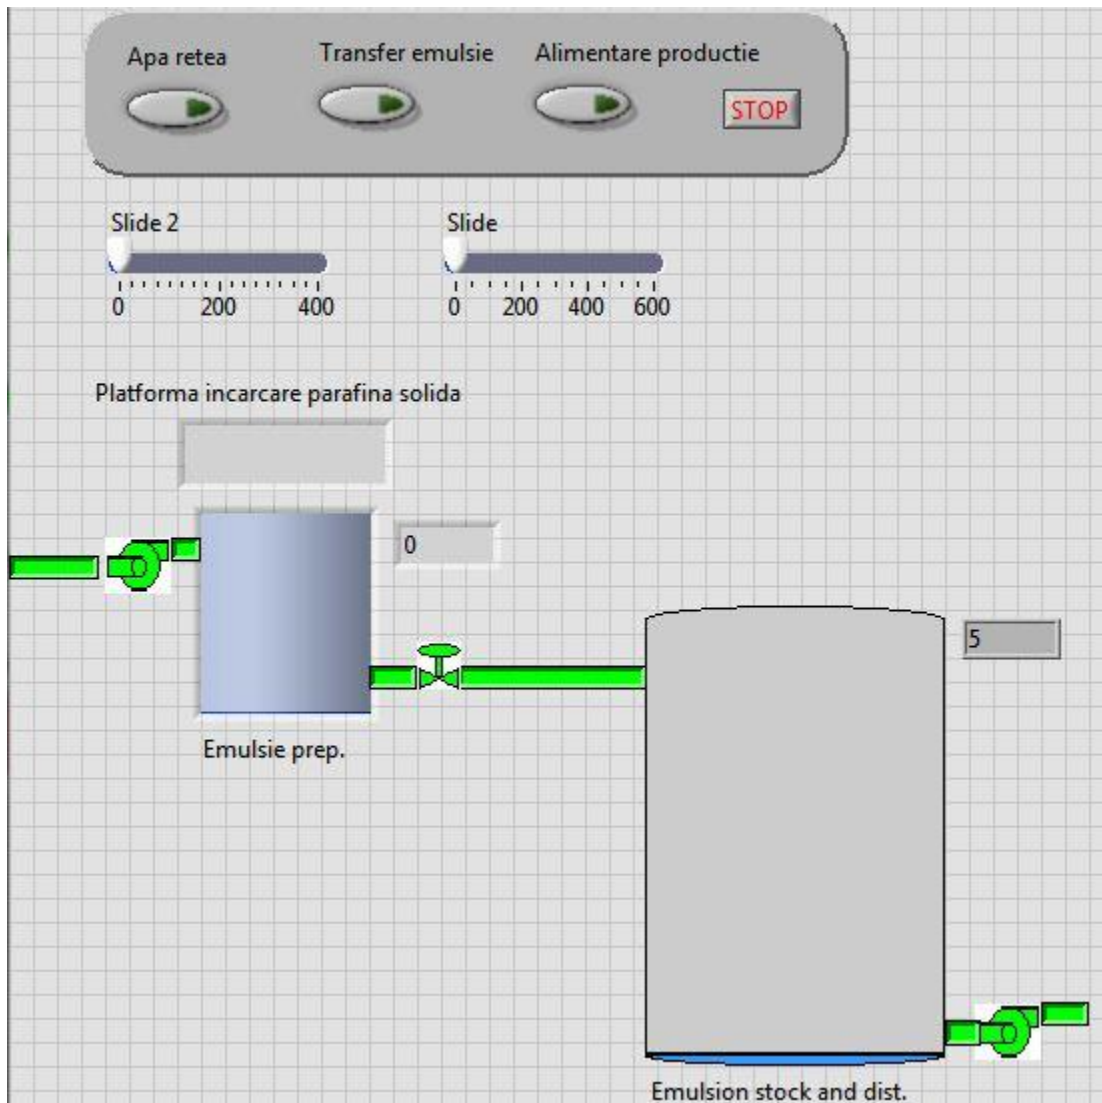 Apa retea
Transfer emulsie
Alimentare productie
STOP
Slide 2
0 200 400
Slide
0 200 400 600
Platforma incarcare parafina solida
0
Emulsie prep.
5
Emulsion stock and dist.